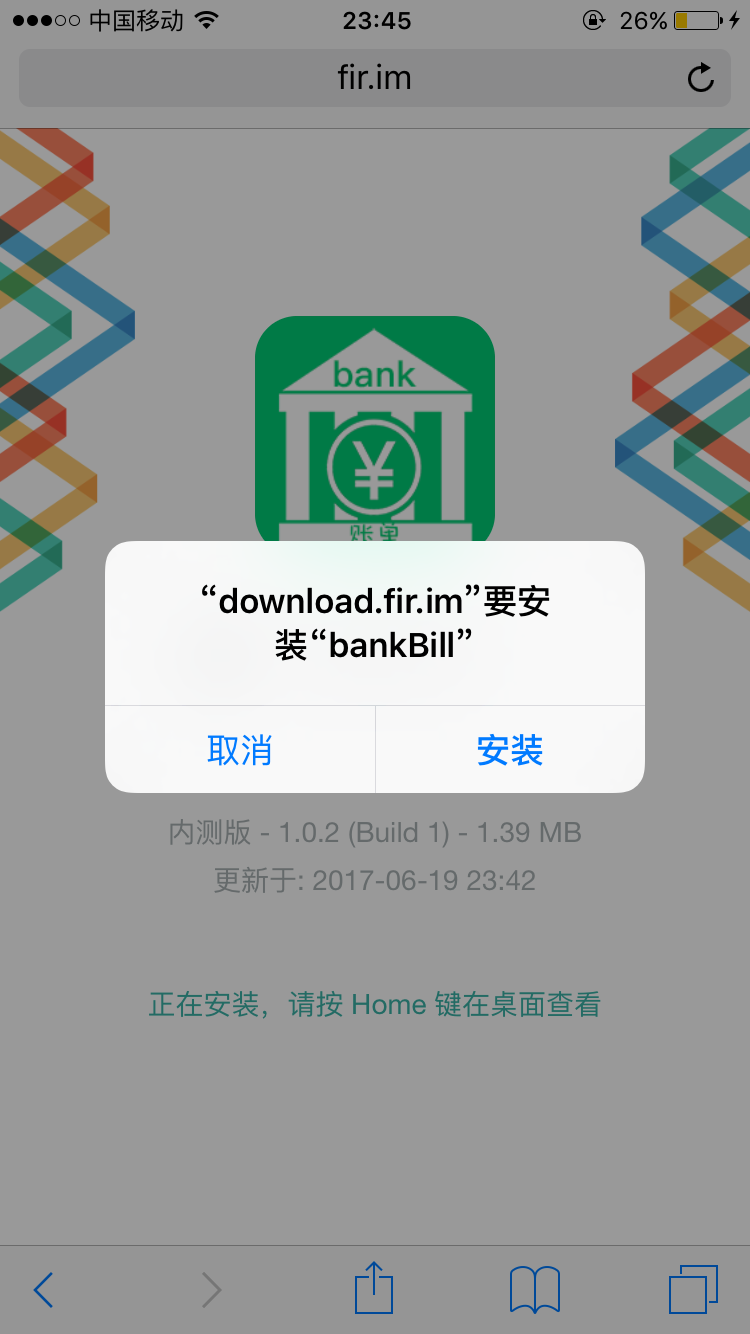 中国移动
23:45
26%
fir.im
bank
¥
账单
“download.fir.im”要安
装“bankBill”
取消
安装
内测版 - 1.0.2 (Build 1) - 1.39 MB
更新于: 2017-06-19 23:42
正在安装，请按 Home 键在桌面查看